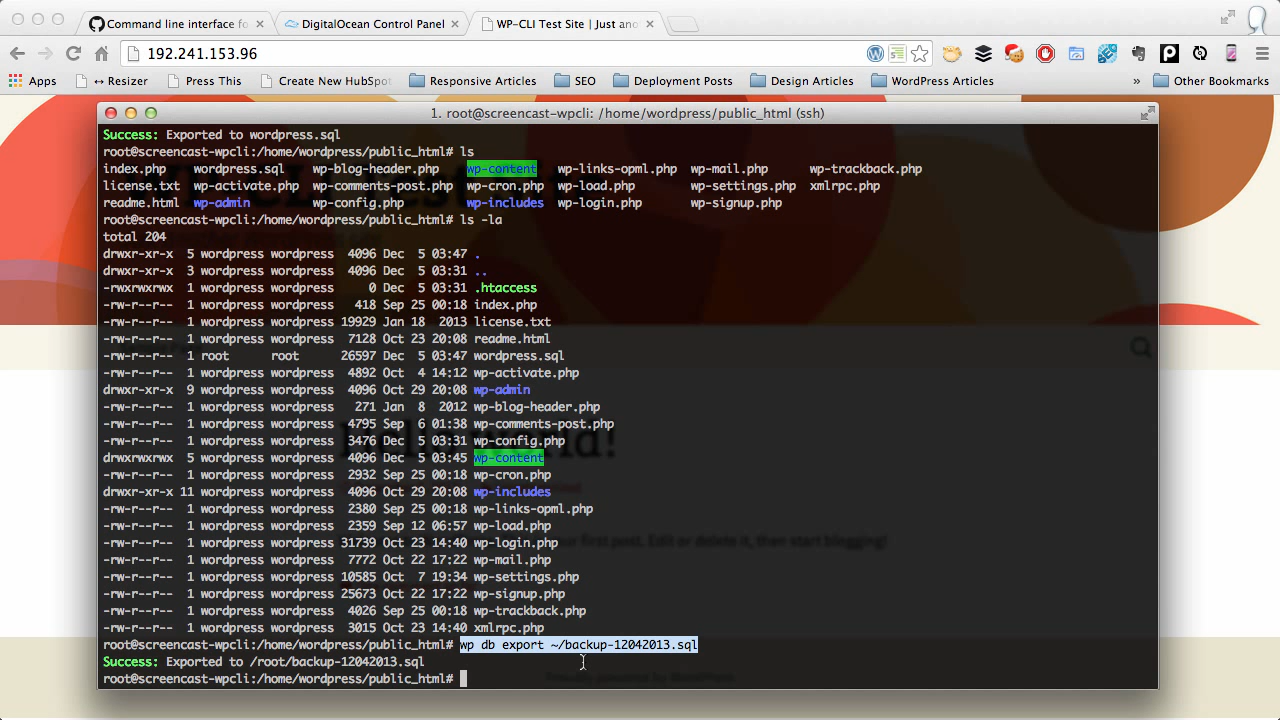 Command line interface fo
DigitalOcean Control Panel
WP-CLI Test Site | Just ano
192.241.153.96
Apps
↔ Resizer
Press This
Create New HubSpot
Responsive Articles
SEO
Deployment Posts
Design Articles
WordPress Articles
»
Other Bookmarks
1. root@screencast-wpcli: /home/wordpress/public_html (ssh)
Success: Exported to wordpress.sql
root@screencast-wpcli:/home/wordpress/public_html# ls
index.php wordpress.sql wp-blog-header.php wp-content wp-links-opml.php wp-mail.php wp-trackback.php
license.txt wp-activate.php wp-comments-post.php wp-cron.php wp-load.php wp-settings.php xmlrpc.php
readme.html wp-admin wp-config.php wp-includes wp-login.php wp-signup.php
root@screencast-wpcli:/home/wordpress/public_html# ls -la
total 204
drwxr-xr-x 5 wordpress wordpress 4096 Dec 5 03:47 .
drwxr-xr-x 3 wordpress wordpress 4096 Dec 5 03:31 ..
-rwxrwxrwx 1 wordpress wordpress 0 Dec 5 03:31 .htaccess
-rw-r--r-- 1 wordpress wordpress 418 Sep 25 00:18 index.php
-rw-r--r-- 1 wordpress wordpress 19929 Jan 18 2013 license.txt
-rw-r--r-- 1 wordpress wordpress 7128 Oct 23 20:08 readme.html
-rw-r--r-- 1 root root 26597 Dec 5 03:47 wordpress.sql
-rw-r--r-- 1 wordpress wordpress 4892 Oct 4 14:12 wp-activate.php
drwxr-xr-x 9 wordpress wordpress 4096 Oct 29 20:08 wp-admin
-rw-r--r-- 1 wordpress wordpress 271 Jan 8 2012 wp-blog-header.php
-rw-r--r-- 1 wordpress wordpress 4795 Sep 6 01:38 wp-comments-post.php
-rw-r--r-- 1 wordpress wordpress 3476 Dec 5 03:31 wp-config.php
drwxrwxrwx 5 wordpress wordpress 4096 Dec 5 03:45 wp-content
-rw-r--r-- 1 wordpress wordpress 2932 Sep 25 00:18 wp-cron.php
drwxr-xr-x 11 wordpress wordpress 4096 Oct 29 20:08 wp-includes
-rw-r--r-- 1 wordpress wordpress 2380 Sep 25 00:18 wp-links-opml.php
-rw-r--r-- 1 wordpress wordpress 2359 Sep 12 06:57 wp-load.php
-rw-r--r-- 1 wordpress wordpress 31739 Oct 23 14:40 wp-login.php
-rw-r--r-- 1 wordpress wordpress 7772 Oct 22 17:22 wp-mail.php
-rw-r--r-- 1 wordpress wordpress 10585 Oct 7 19:34 wp-settings.php
-rw-r--r-- 1 wordpress wordpress 25673 Oct 22 17:22 wp-signup.php
-rw-r--r-- 1 wordpress wordpress 4026 Sep 25 00:18 wp-trackback.php
-rw-r--r-- 1 wordpress wordpress 3015 Oct 23 14:40 xmlrpc.php
root@screencast-wpcli:/home/wordpress/public_html# wp db export ~/backup-12042013.sql
Success: Exported to /root/backup-12042013.sql
root@screencast-wpcli:/home/wordpress/public_html#